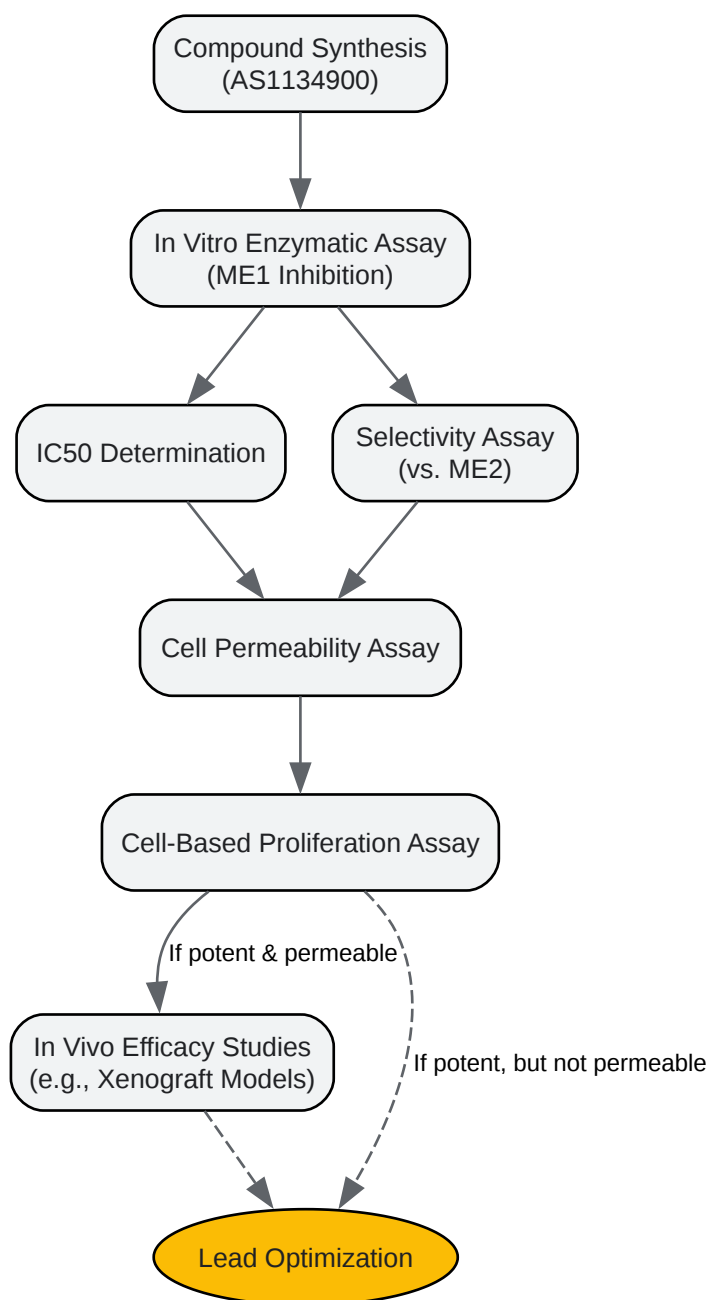 Compound Synthesis
(AS1134900)
In Vitro Enzymatic Assay
(ME1 Inhibition)
IC50 Determination
Selectivity Assay
(vs. ME2)
Cell Permeability Assay
Cell-Based Proliferation Assay
If potent & permeable
In Vivo Efficacy Studies
(e.g., Xenograft Models)
If potent, but not permeable
Lead Optimization